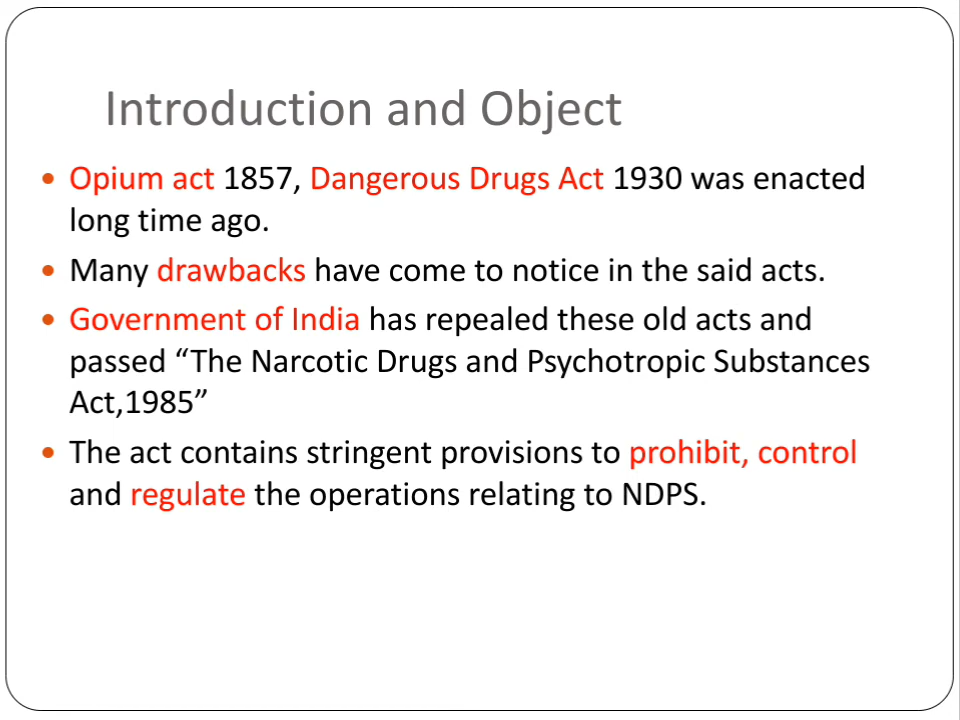 Introduction and Object
• Opium act 1857, Dangerous Drugs Act 1930 was enacted
long time ago.
• Many drawbacks have come to notice in the said acts.
• Government of India has repealed these old acts and
passed “The Narcotic Drugs and Psychotropic Substances
Act,1985”
• The act contains stringent provisions to prohibit, control
and regulate the operations relating to NDPS.